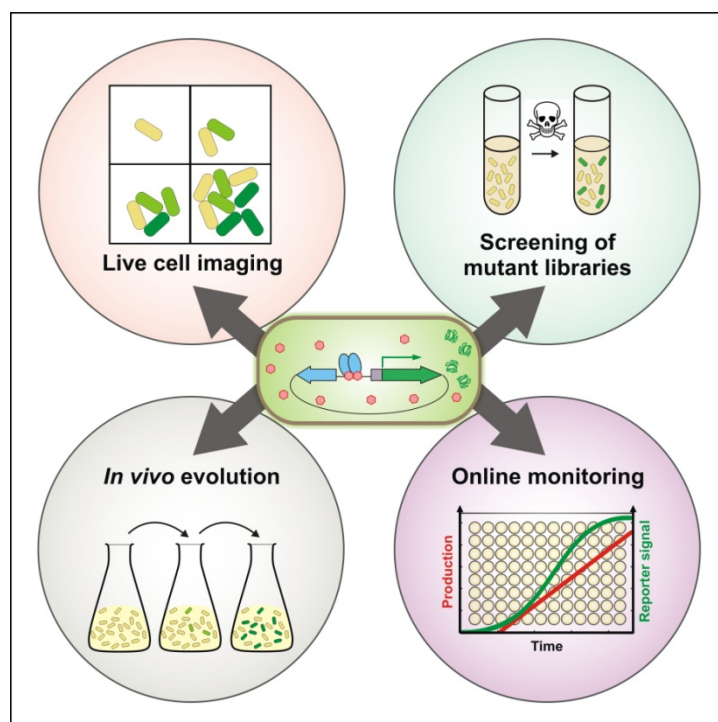 Live cell imaging
Screening of
mutant libraries
In vivo evolution
Online monitoring
Production
Reporter signal
Time